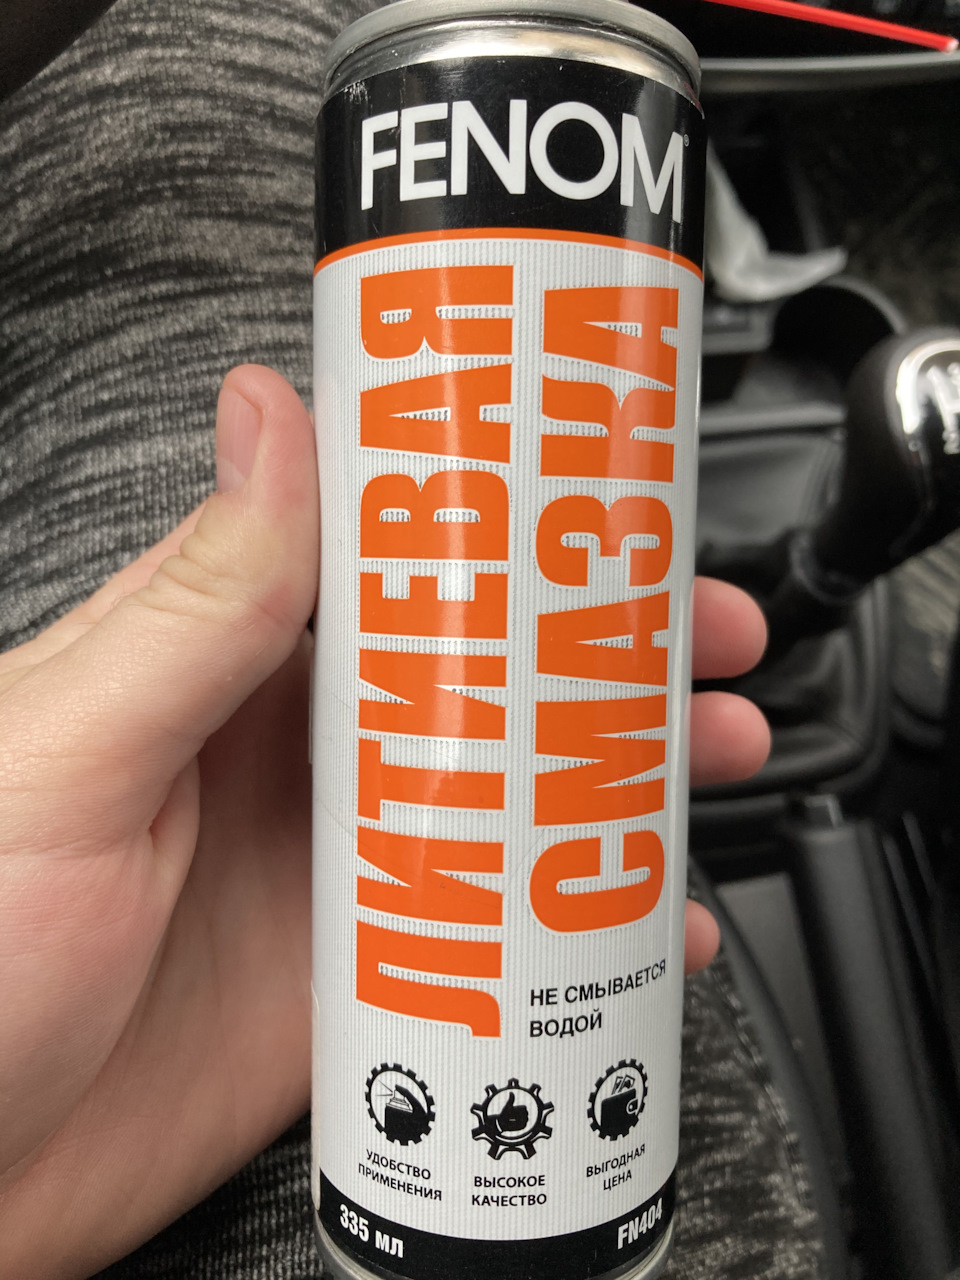 FENOM®
ЛИТИЕВАЯ
СМАЗКА
НЕ СМЫВАЕТСЯ
ВОДОЙ
УДОБСТВО
ПРИМЕНЕНИЯ
ВЫСОКОЕ
КАЧЕСТВО
ВЫГОДНАЯ
ЦЕНА
335 МЛ
FN404